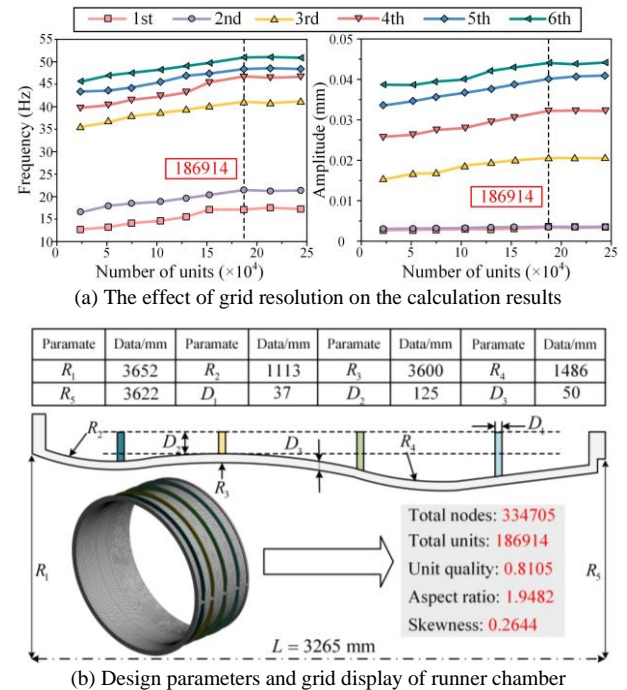 1st 2nd 3rd 4th 5th 6th
50
45
40
35
30
25
20
15
10
Frequency (Hz)
186914
0 5 10 15 20 25
Number of units (×10⁴)
0.05
0.04
0.03
0.02
0.01
0
Amplitude (mm)
186914
0 5 10 15 20 25
Number of units (×10⁴)
(a) The effect of grid resolution on the calculation results
Paramate Data/mm Paramate Data/mm Paramate Data/mm Paramate Data/mm
R₁ 3652 R₂ 1113 R₃ 3600 R₄ 1486
R₅ 3622 D₁ 37 D₂ 125 D₃ 50
R₂
D₂
D₃
R₄
R₃
R₁
R₅
Total nodes: 334705
Total units: 186914
Unit quality: 0.8105
Aspect ratio: 1.9482
Skewness: 0.2644
L = 3265 mm
(b) Design parameters and grid display of runner chamber